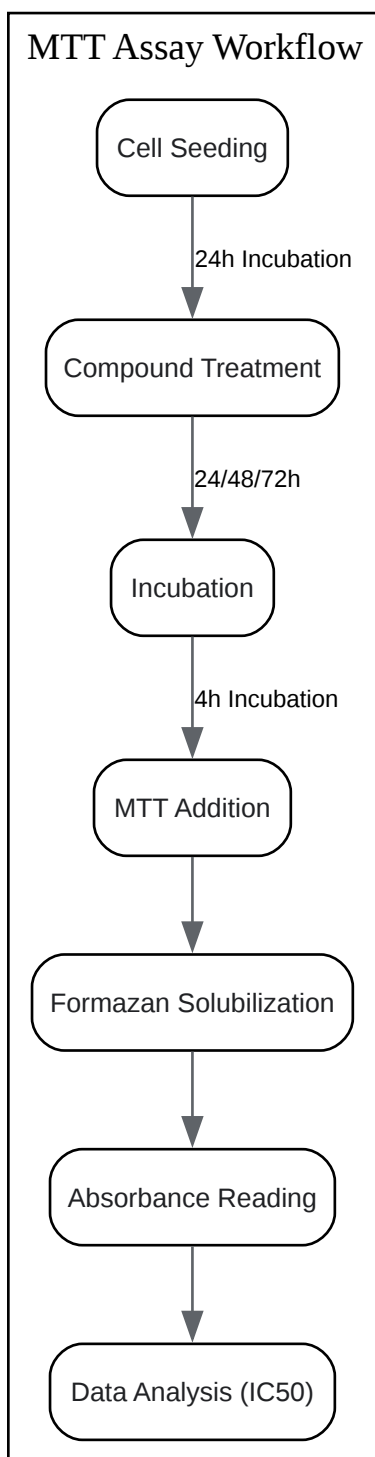 MTT Assay Workflow
Cell Seeding
24h Incubation
Compound Treatment
24/48/72h
Incubation
4h Incubation
MTT Addition
Formazan Solubilization
Absorbance Reading
Data Analysis (IC50)